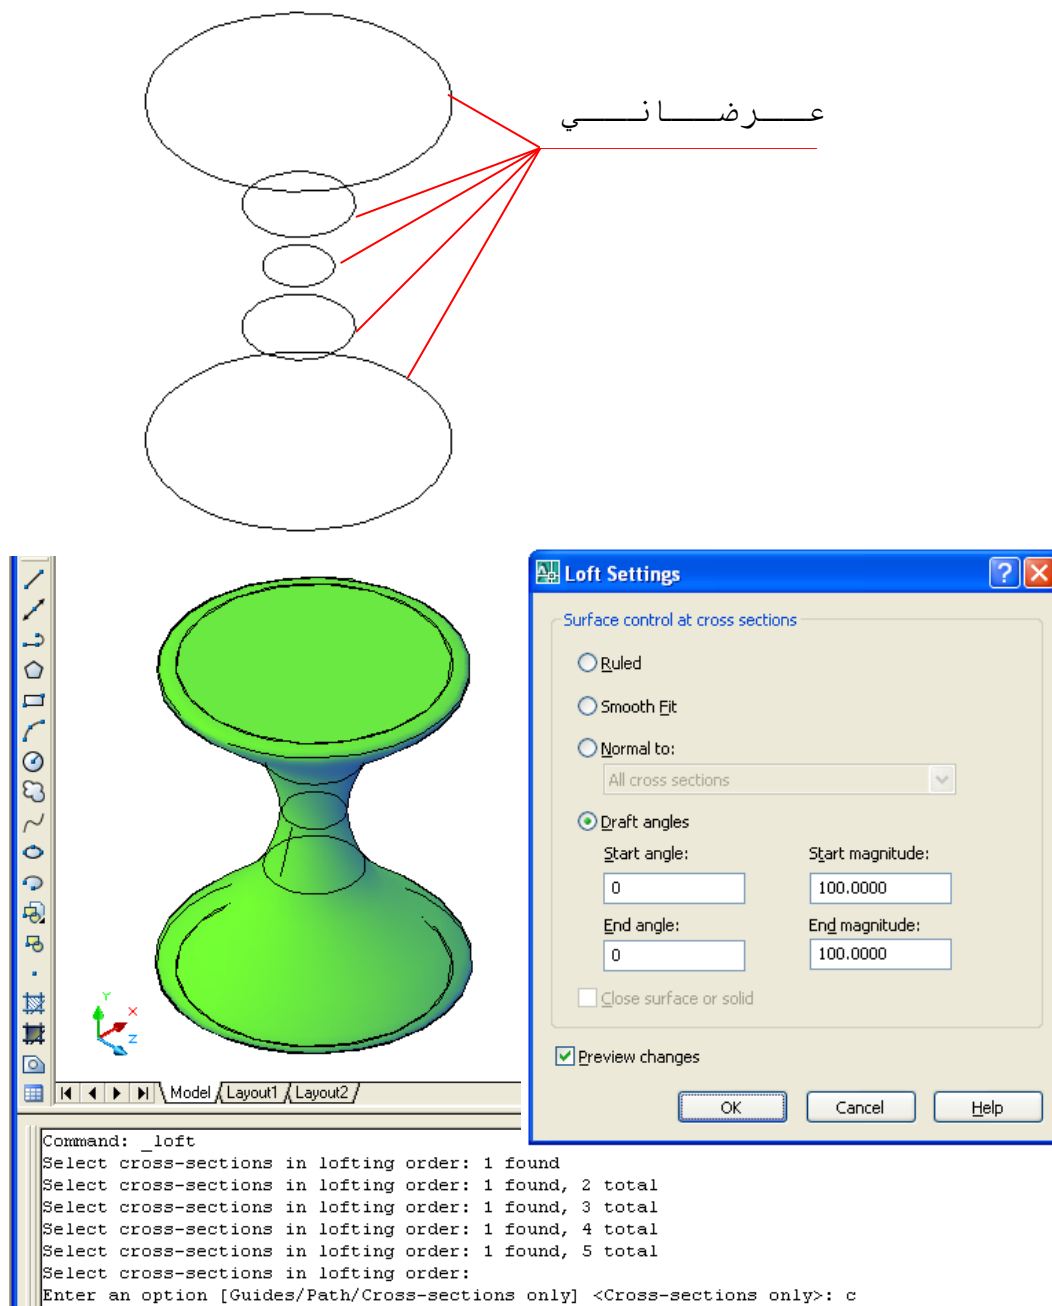 عرضاني
Loft Settings
Surface control at cross sections
Ruled
Smooth Fit
Normal to:
All cross sections
Draft angles
Start angle: Start magnitude:
0 100.0000
End angle: End magnitude:
0 100.0000
Close surface or solid
Preview changes
OK Cancel Help
Y
X
Z
Model Layout1 Layout2
Command: _loft
Select cross-sections in lofting order: 1 found
Select cross-sections in lofting order: 1 found, 2 total
Select cross-sections in lofting order: 1 found, 3 total
Select cross-sections in lofting order: 1 found, 4 total
Select cross-sections in lofting order: 1 found, 5 total
Select cross-sections in lofting order:
Enter an option [Guides/Path/Cross-sections only] <Cross-sections only>: c